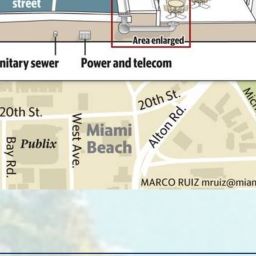 street
nitary sewer
Power and telecom
Area enlarged
20th St.
20th St.
Bay Rd.
Publix
West Ave.
Miami
Beach
Alton Rd.
Mic
MARCO RUIZ mruiz@miam